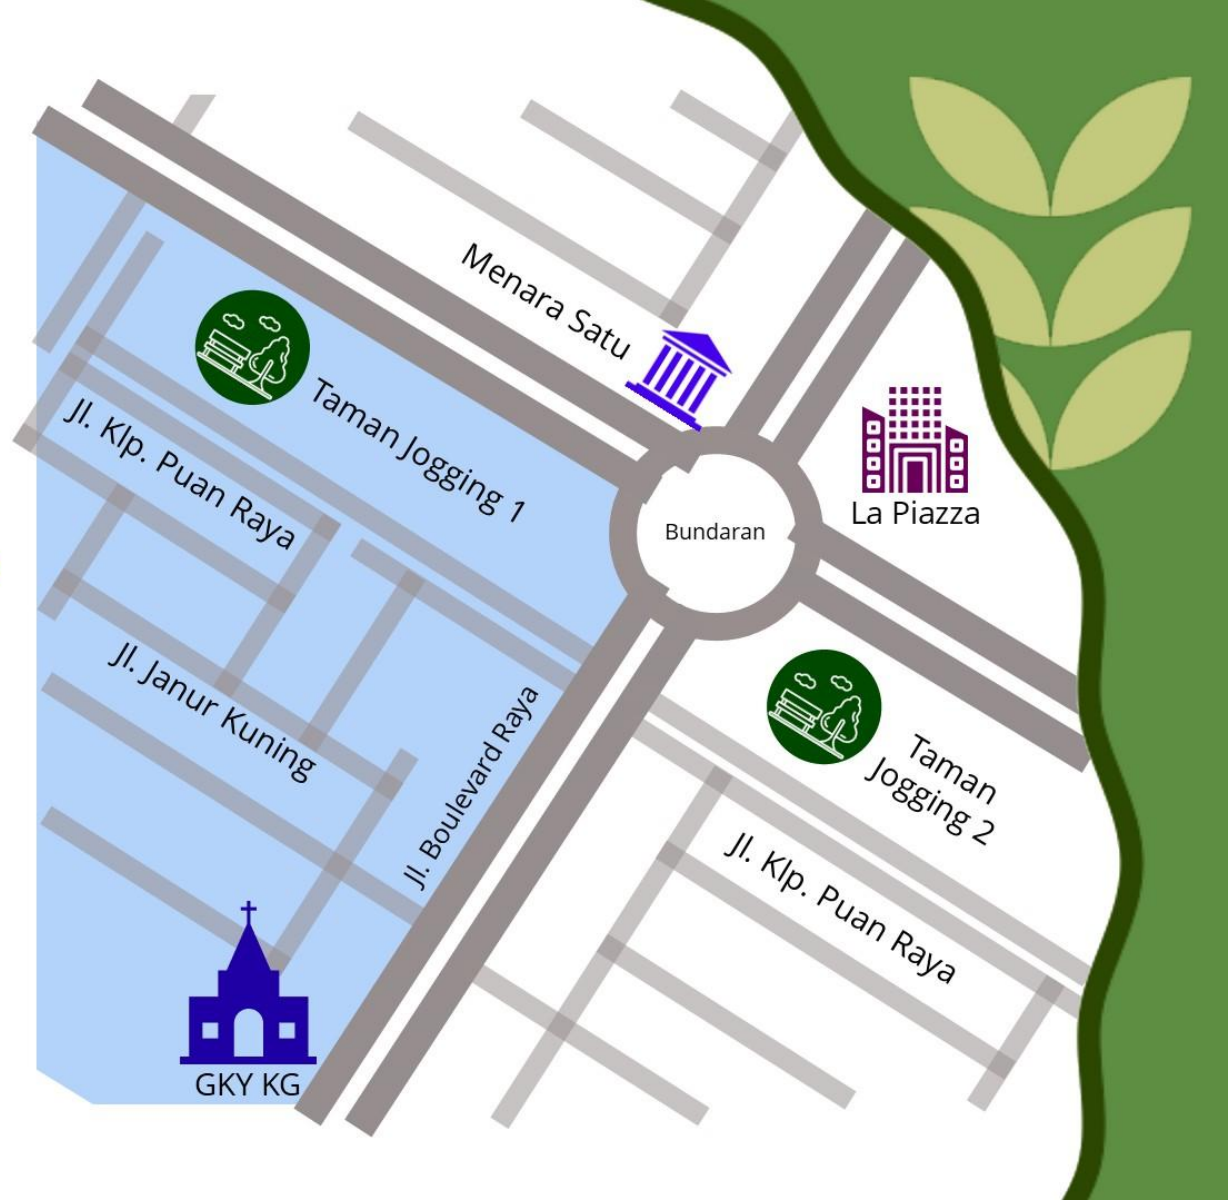 Menara Satu
Taman Jogging 1
Jl. Klp. Puan Raya
La Piazza
Bundaran
Jl. Janur Kuning
Jl. Boulevard Raya
Taman
Jogging 2
Jl. Klp. Puan Raya
GKY KG